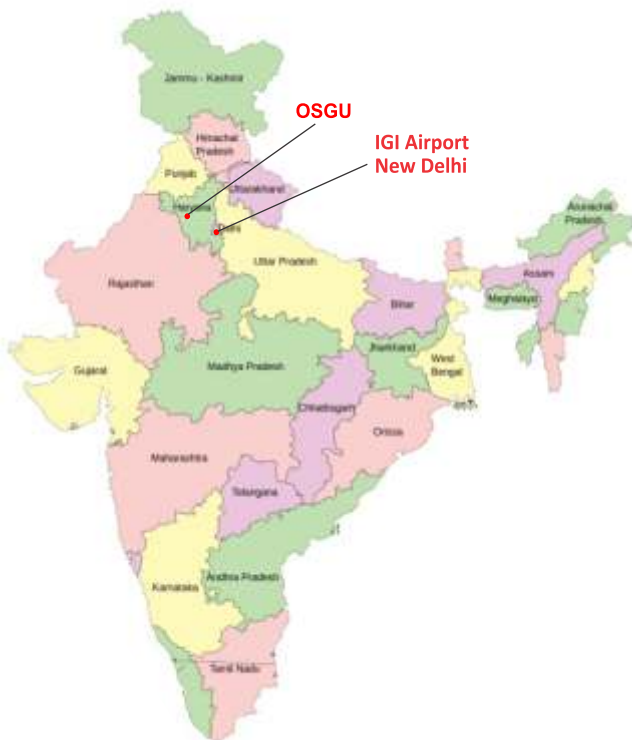 Jammu - Kashmir
OSGU
IGI Airport
New Delhi
Himachal
Pradesh
Punjab
Uttarakhand
Haryana
Delhi
Arunachal
Pradesh
Uttar Pradesh
Assam
Rajasthan
Bihar
Meghalaya
Jharkhand
West
Bengal
Gujarat
Madhya Pradesh
Chhattisgarh
Orissa
Maharashtra
Telangana
Andhra Pradesh
Karnataka
Tamil Nadu